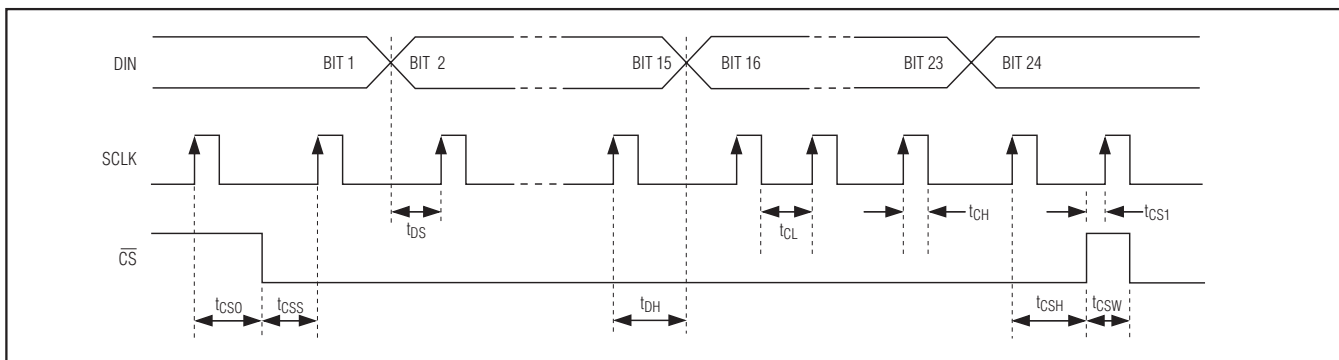 DIN BIT 1 BIT 2 BIT 15 BIT 16 BIT 23 BIT 24
SCLK
tDS tCL tCH tCS1
CS
tCSO tCSS tDH tCSH tCSW